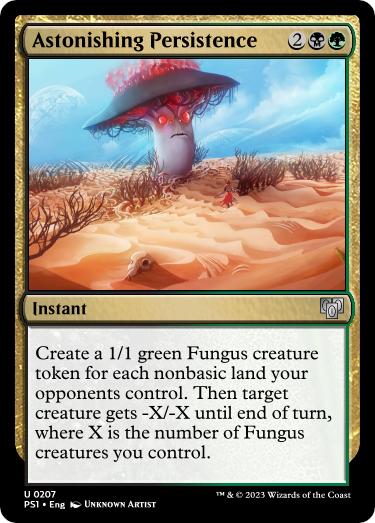 Astonishing Persistence 2
Instant
Create a 1/1 green Fungus creature
token for each nonbasic land your
opponents control. Then target
creature gets -X/-X until end of turn,
where X is the number of Fungus
creatures you control.
U 0207
PS1 • Eng Unknown Artist
™ & © 2023 Wizards of the Coast